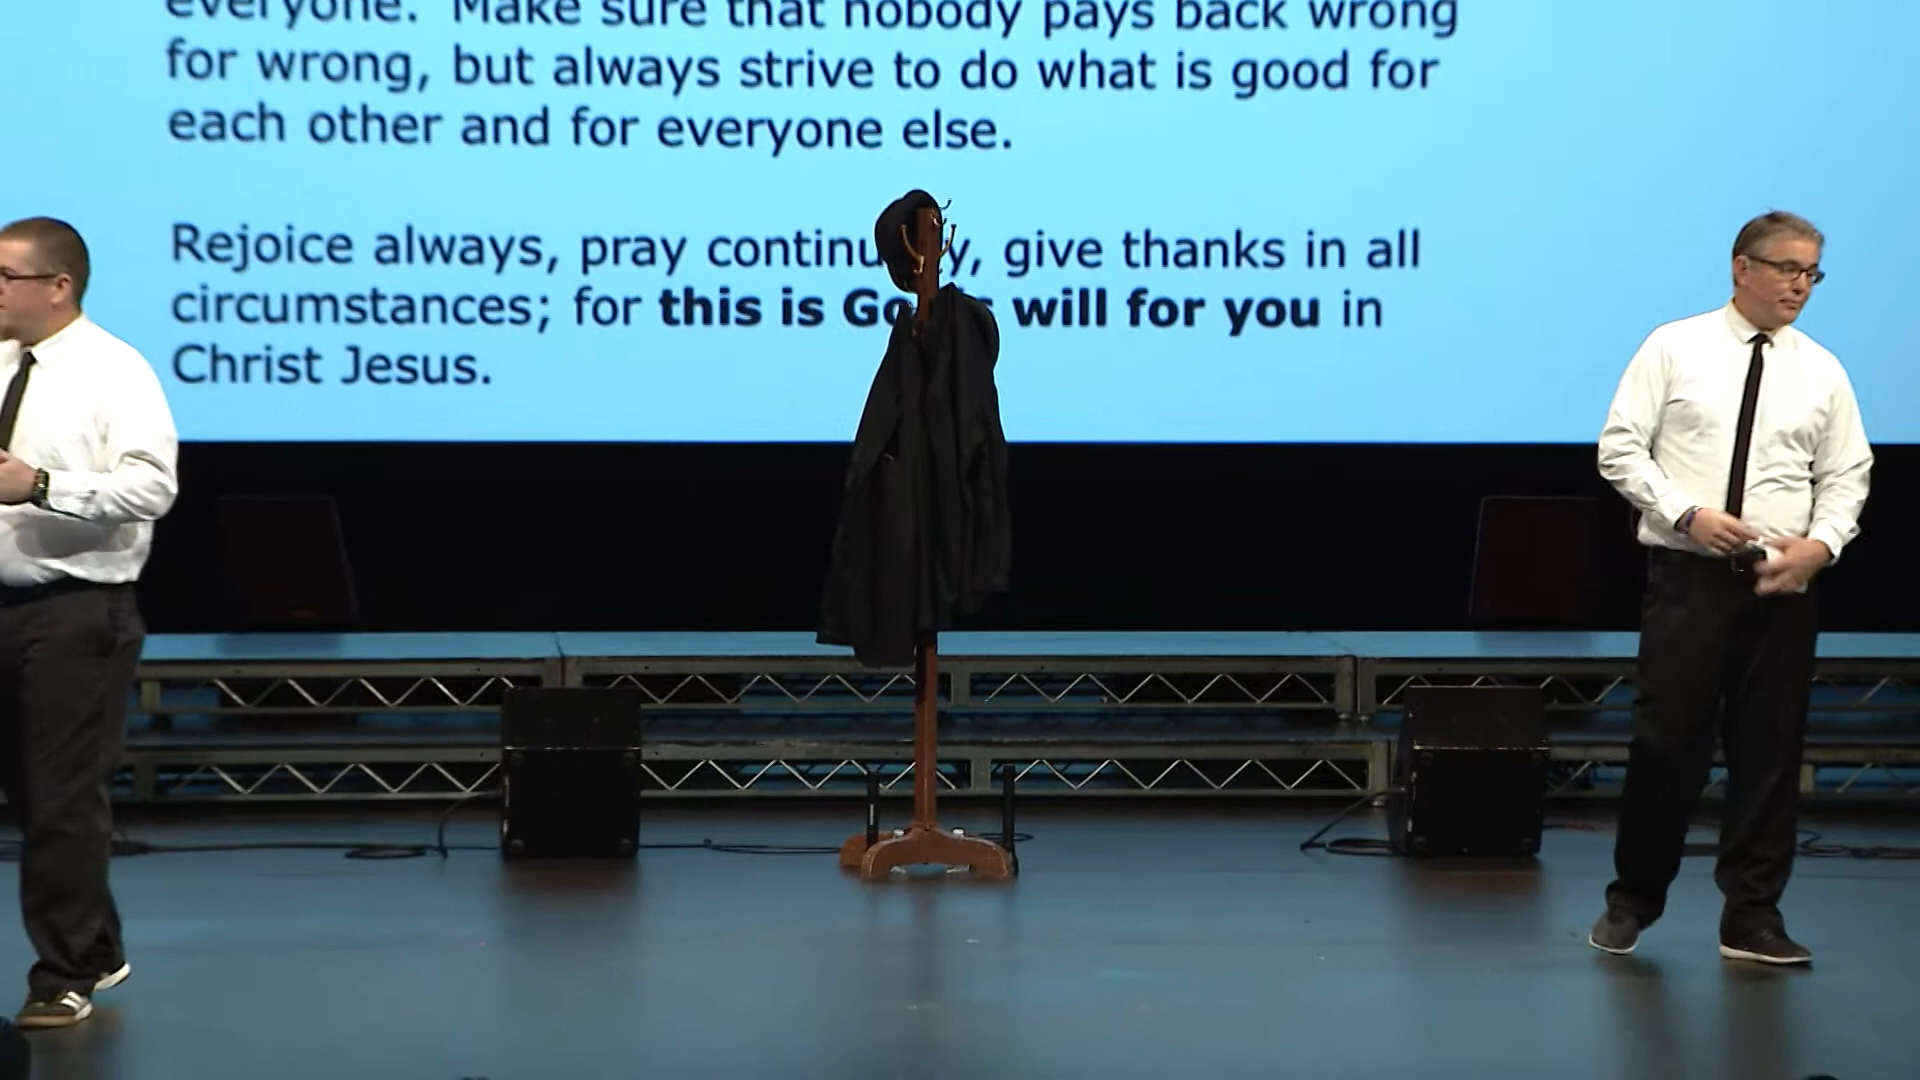 everyone. Make sure that nobody pays back wrong
for wrong, but always strive to do what is good for
each other and for everyone else.
Rejoice always, pray continu y, give thanks in all
circumstances; for this is Go 's will for you in
Christ Jesus.